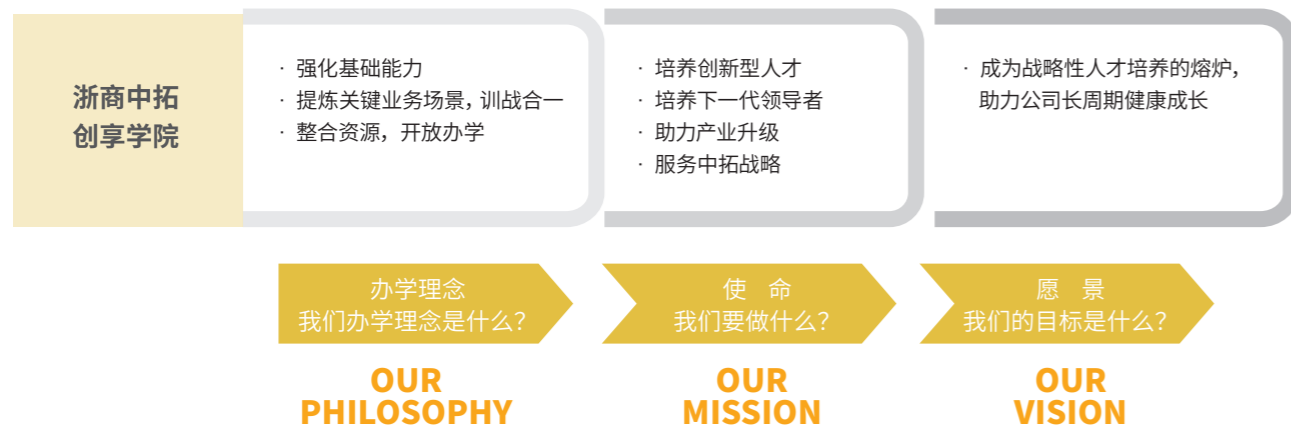 浙商中拓
创享学院
· 强化基础能力
· 提炼关键业务场景，训战合一
· 整合资源，开放办学
· 培养创新型人才
· 培养下一代领导者
· 助力产业升级
· 服务中拓战略
· 成为战略性人才培养的熔炉，
助力公司长周期健康成长
办学理念
我们办学理念是什么？
使 命
我们要做什么？
愿 景
我们的目标是什么？
OUR
PHILOSOPHY
OUR
MISSION
OUR
VISION